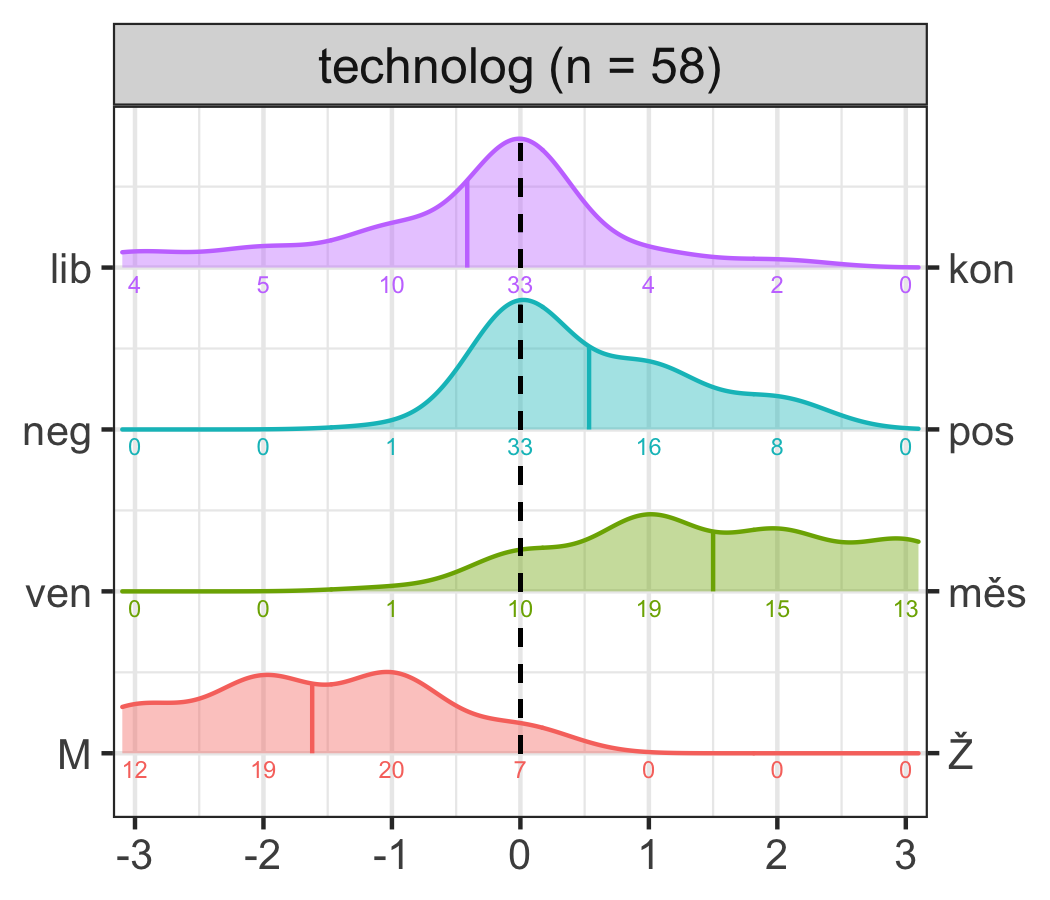 technolog (n = 58)
lib kon
4 5 10 33 4 2 0
neg pos
0 0 1 33 16 8 0
ven měs
0 0 1 10 19 15 13
M Ž
12 19 20 7 0 0 0
-3 -2 -1 0 1 2 3